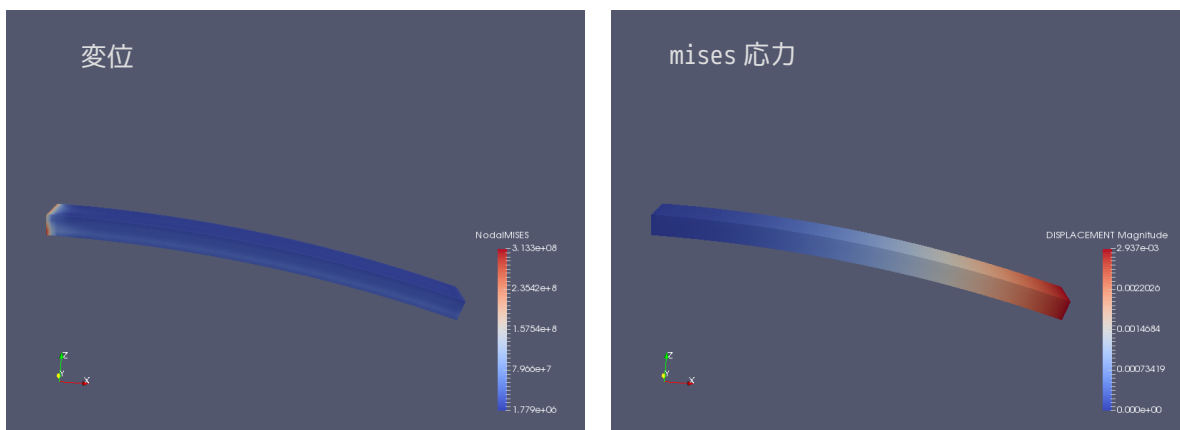 変位
NodalMISES
3.133e+08
2.3542e+8
1.5754e+8
7.966e+7
1.779e+06
Z
Y
X
mises 応力
DISPLACEMENT Magnitude
2.937e-03
0.0022026
0.0014684
0.00073419
0.000e+00
Z
Y
X